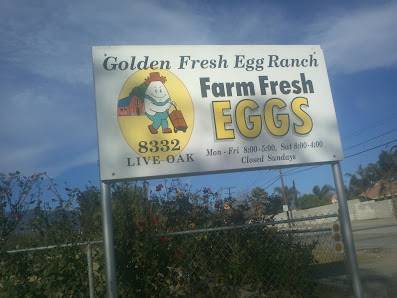 Golden Fresh Egg Ranch
Farm Fresh
EGGS
8332
LIVE-OAK
Mon - Fri 8:00-5:00, Sat 8:00-4:00
Closed Sundays